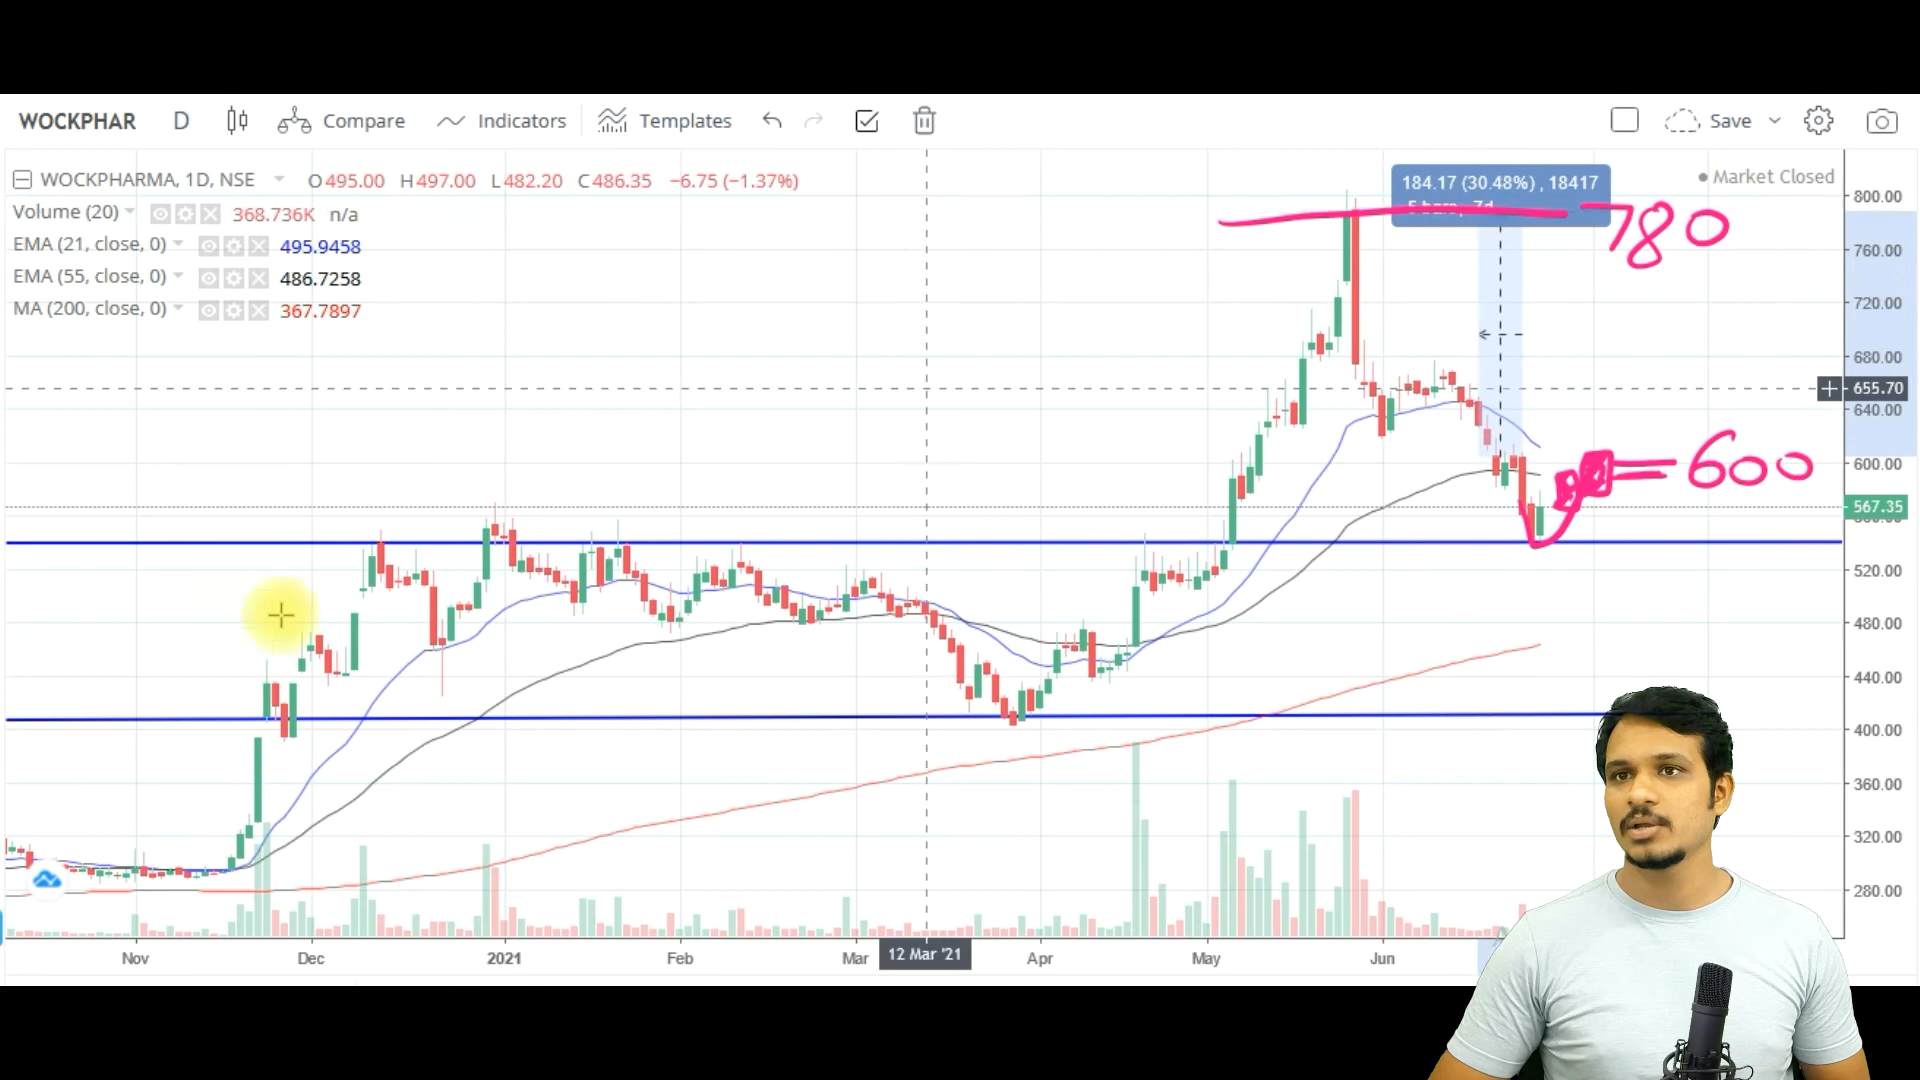 WOCKPHAR D Compare Indicators Templates Save
WOCKPHARMA, 1D, NSE O495.00 H497.00 L482.20 C486.35 −6.75 (−1.37%)
184.17 (30.48%) , 18417
Market Closed
Volume (20) 368.736K n/a
EMA (21, close, 0) 495.9458
EMA (55, close, 0) 486.7258
MA (200, close, 0) 367.7897
780
600
800.00
760.00
720.00
680.00
655.70
640.00
600.00
567.35
520.00
480.00
440.00
400.00
360.00
320.00
280.00
Nov Dec 2021 Feb Mar 12 Mar '21 Apr May Jun